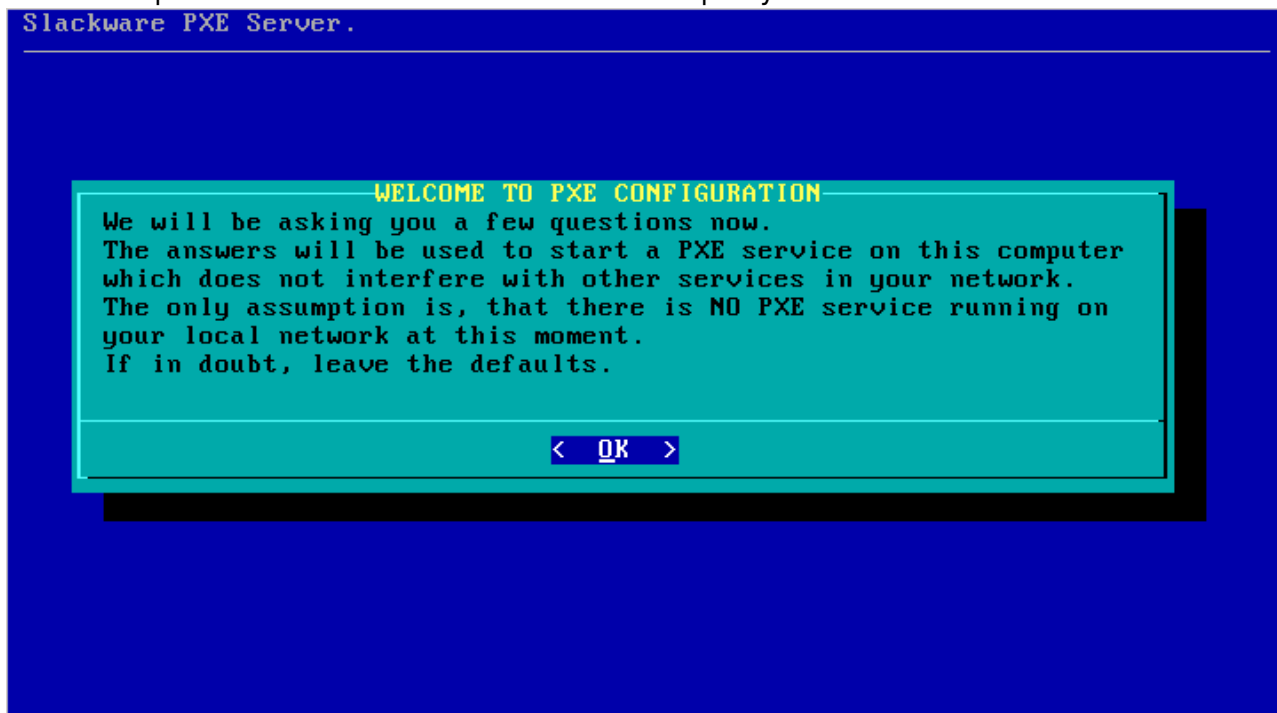 Slackware PXE Server.
WELCOME TO PXE CONFIGURATION
We will be asking you a few questions now.
The answers will be used to start a PXE service on this computer
which does not interfere with other services in your network.
The only assumption is, that there is NO PXE service running on
your local network at this moment.
If in doubt, leave the defaults.
< OK >